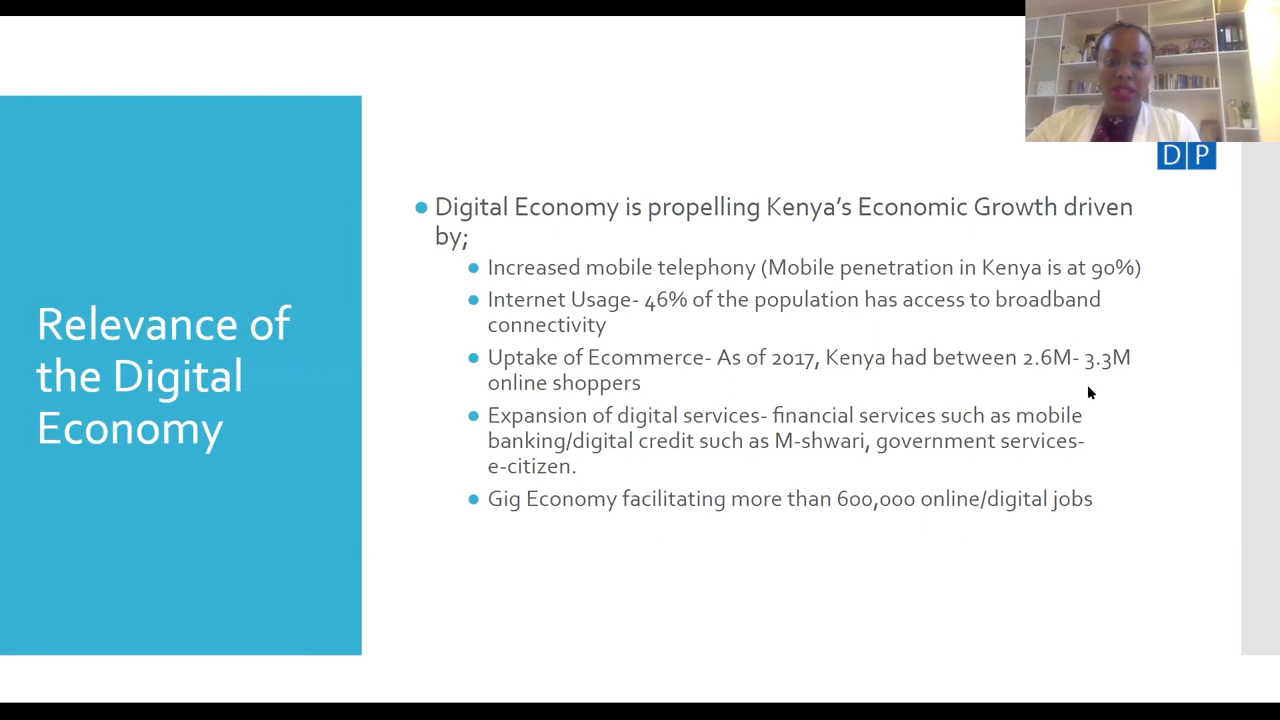 D P
Relevance of
the Digital
Economy
Digital Economy is propelling Kenya’s Economic Growth driven
by;
Increased mobile telephony (Mobile penetration in Kenya is at 90%)
Internet Usage- 46% of the population has access to broadband
connectivity
Uptake of Ecommerce- As of 2017, Kenya had between 2.6M- 3.3M
online shoppers
Expansion of digital services- financial services such as mobile
banking/digital credit such as M-shwari, government services-
e-citizen.
Gig Economy facilitating more than 600,000 online/digital jobs